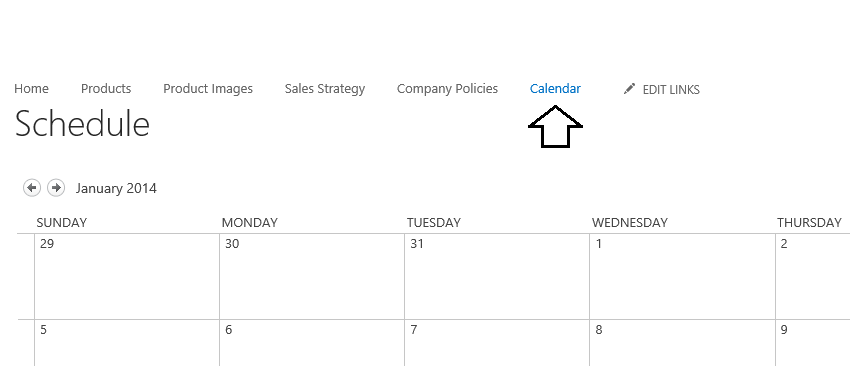 Home Products Product Images Sales Strategy Company Policies Calendar EDIT LINKS
Schedule
January 2014
SUNDAY MONDAY TUESDAY WEDNESDAY THURSDAY
29 30 31 1 2
5 6 7 8 9